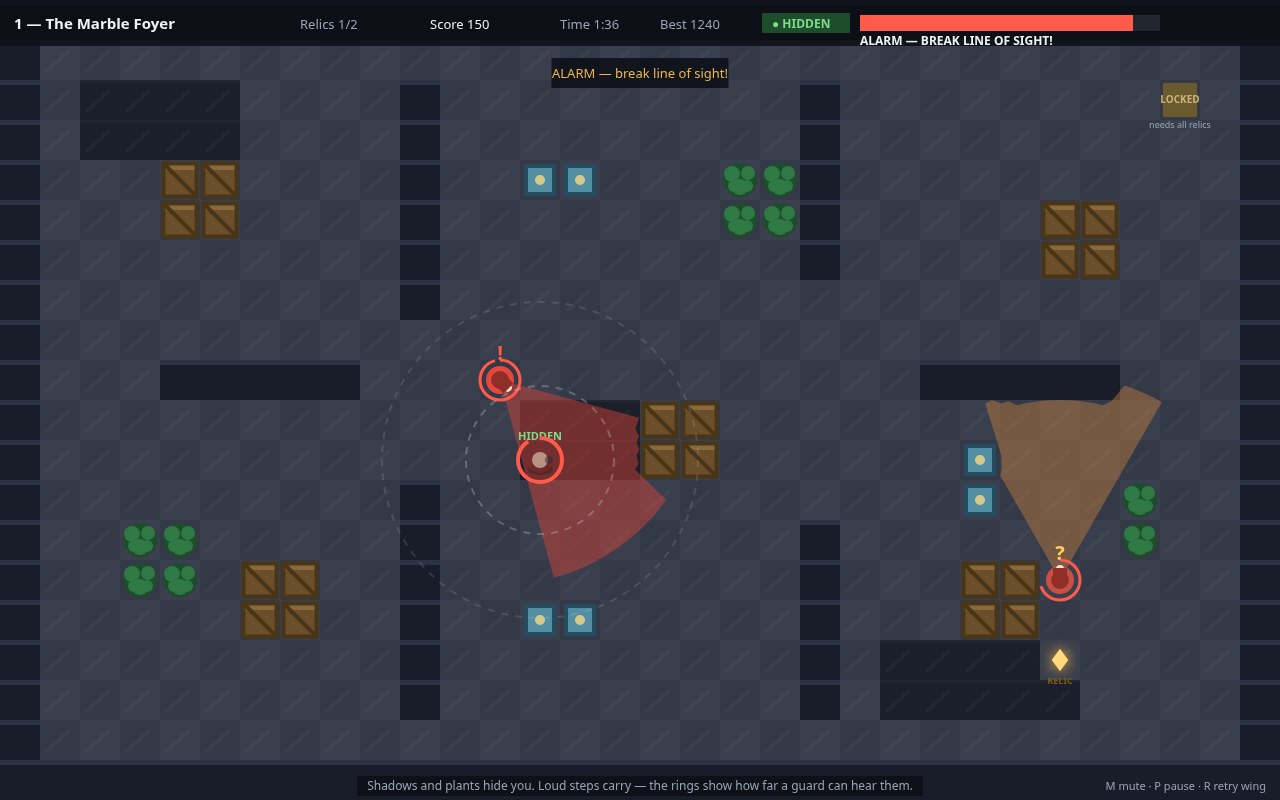 1 — The Marble Foyer
Relics 1/2
Score 150
Time 1:36
Best 1240
● HIDDEN
ALARM — BREAK LINE OF SIGHT!
ALARM — break line of sight!
LOCKED
needs all relics
!
HIDDEN
?
RELIC
Shadows and plants hide you. Loud steps carry — the rings show how far a guard can hear them.
M mute · P pause · R retry wing